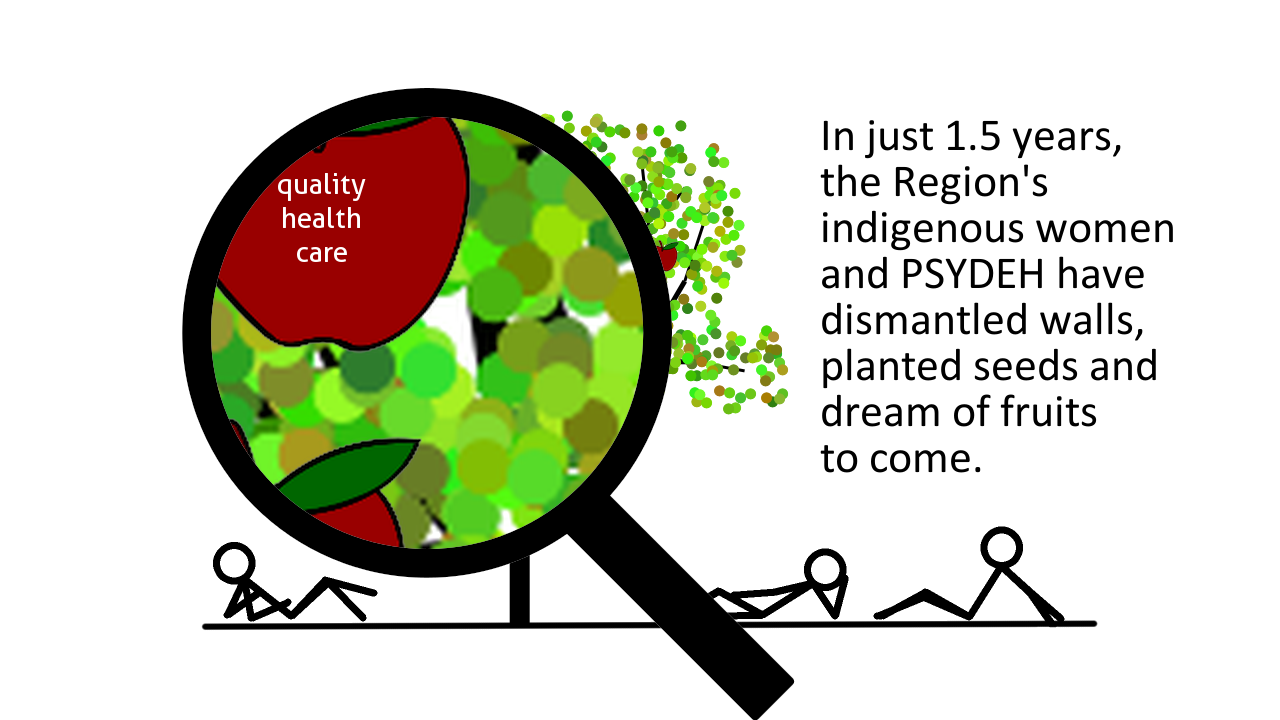 quality
health
care
In just 1.5 years,
the Region's
indigenous women
and PSYDEH have
dismantled walls,
planted seeds and
dream of fruits
to come.